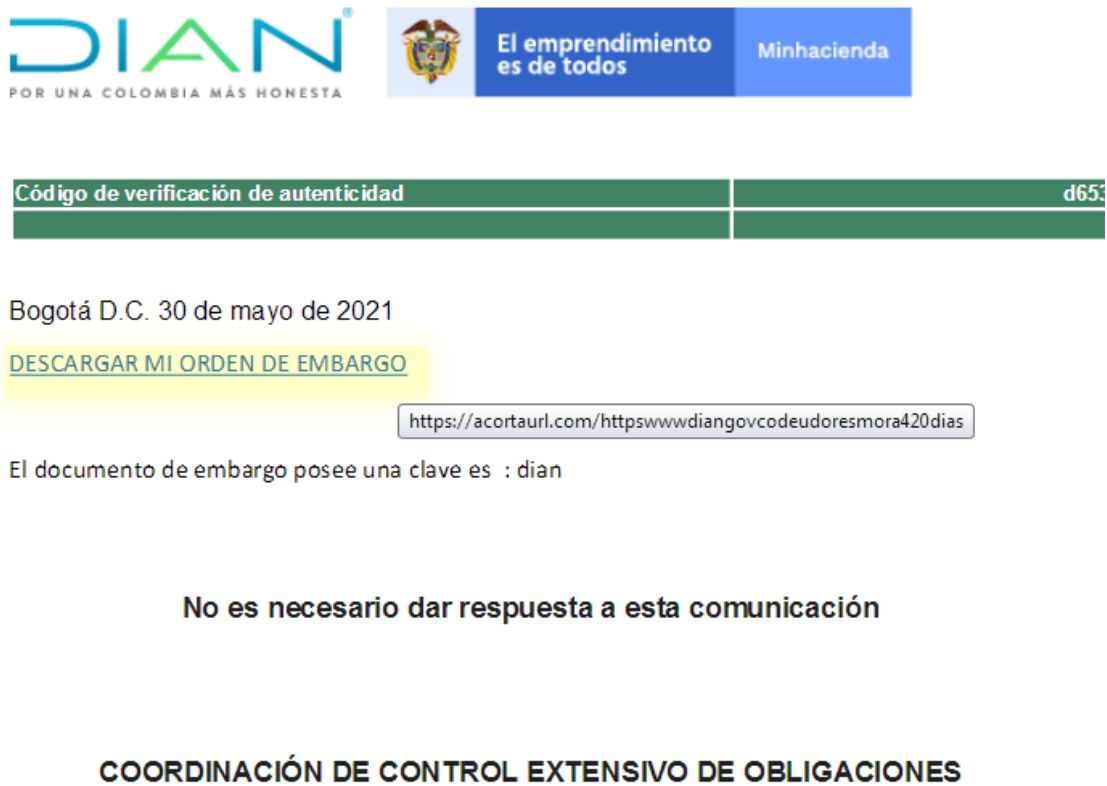 DIAN®
POR UNA COLOMBIA MÁS HONESTA
El emprendimiento
es de todos
Minhacienda
Código de verificación de autenticidad d653
Bogotá D.C. 30 de mayo de 2021
DESCARGAR MI ORDEN DE EMBARGO
https://acortaurl.com/httpswwwdiangovcodeudoresmora420dias
El documento de embargo posee una clave es : dian
No es necesario dar respuesta a esta comunicación
COORDINACIÓN DE CONTROL EXTENSIVO DE OBLIGACIONES